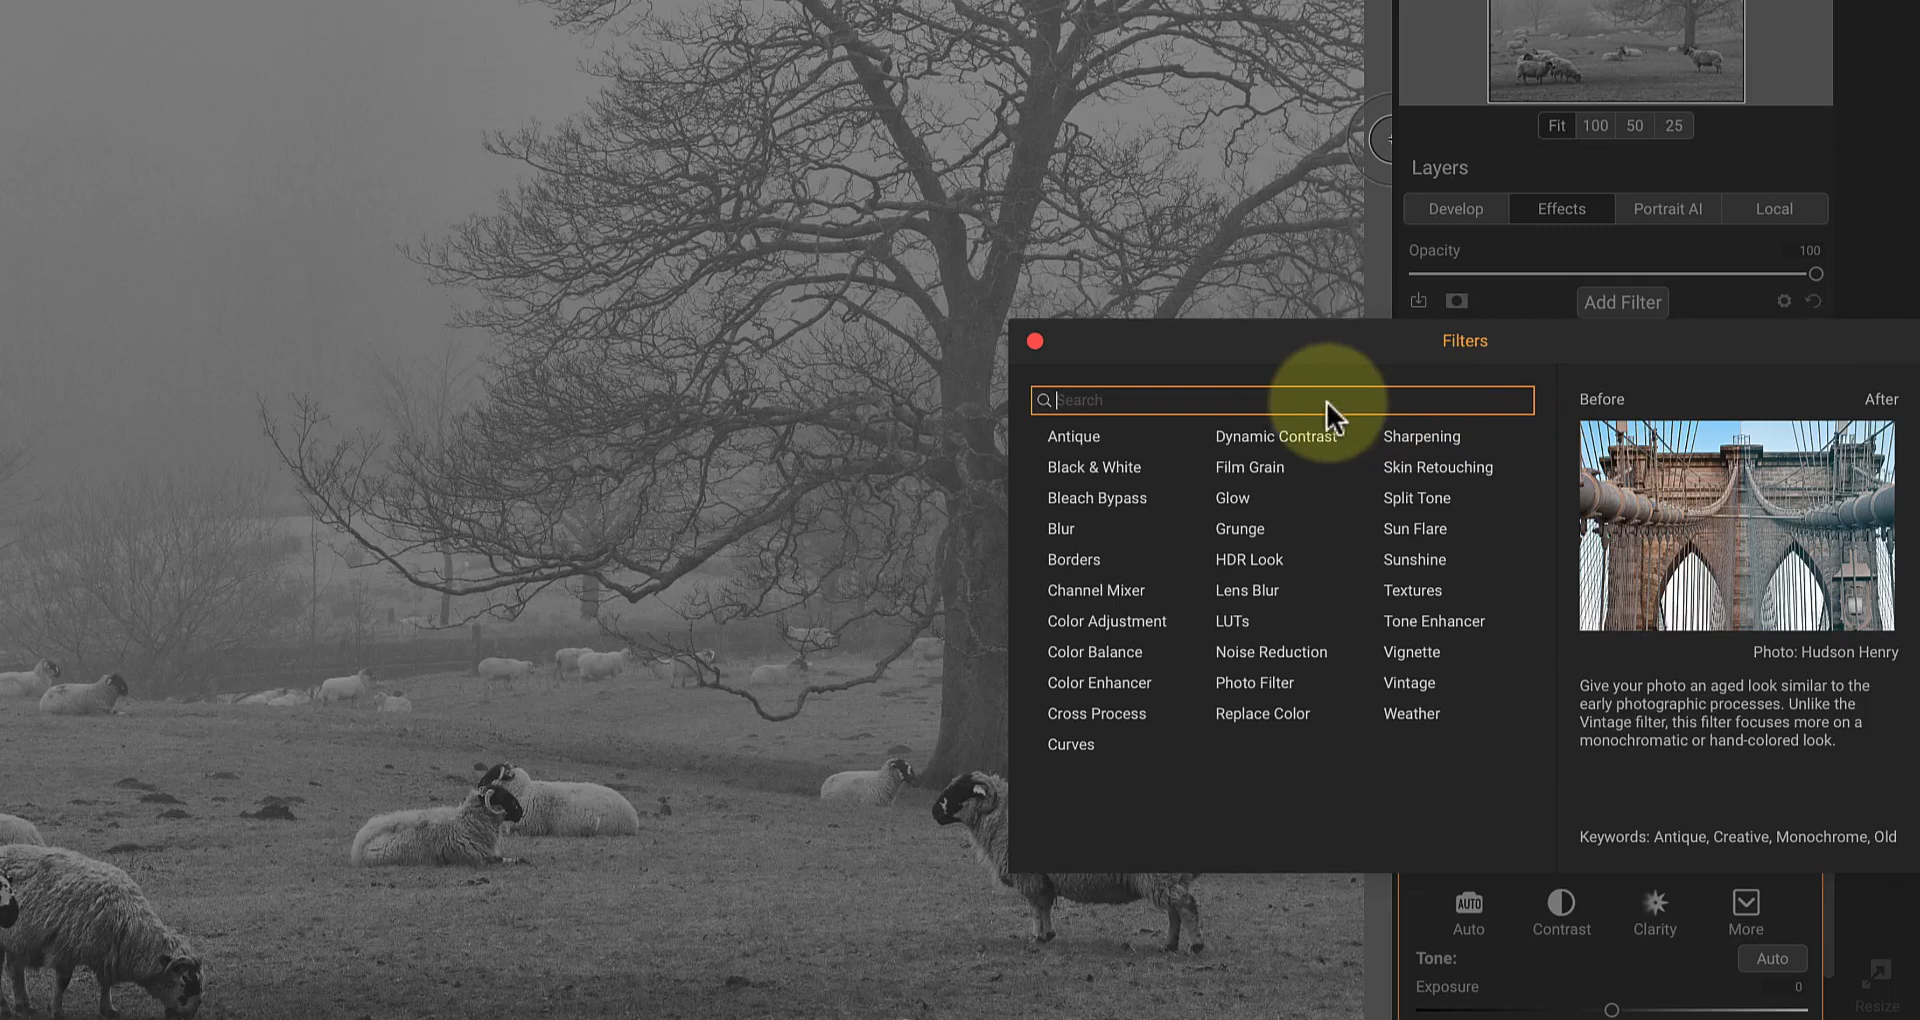 Fit 100 50 25
Layers
Develop Effects Portrait AI Local
Opacity 100
Add Filter
Filters
Search
Antique Dynamic Contrast Sharpening
Black & White Film Grain Skin Retouching
Bleach Bypass Glow Split Tone
Blur Grunge Sun Flare
Borders HDR Look Sunshine
Channel Mixer Lens Blur Textures
Color Adjustment LUTs Tone Enhancer
Color Balance Noise Reduction Vignette
Color Enhancer Photo Filter Vintage
Cross Process Replace Color Weather
Curves
Before After
Photo: Hudson Henry
Give your photo an aged look similar to the
early photographic processes. Unlike the
Vintage filter, this filter focuses more on a
monochromatic or hand-colored look.
Keywords: Antique, Creative, Monochrome, Old
AUTO
Auto Contrast Clarity More
Tone: Auto
Exposure 0
Resize